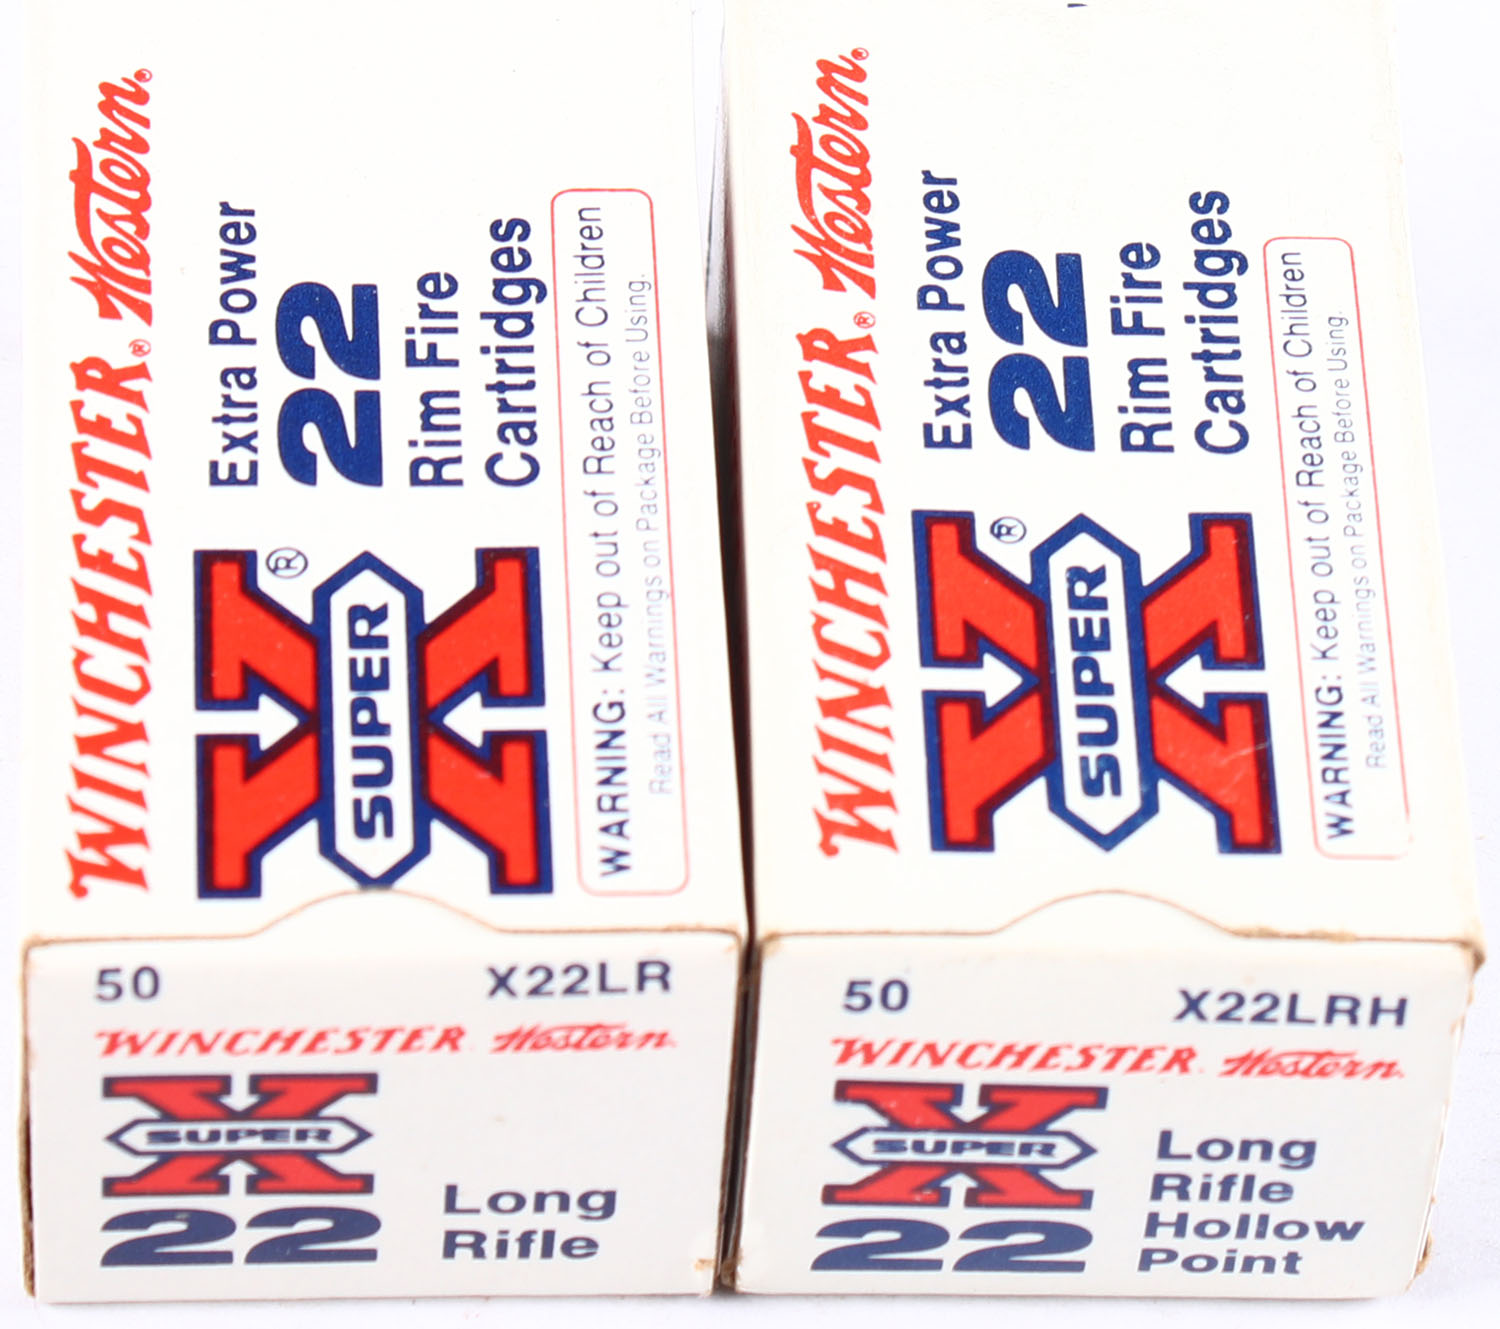 WINCHESTER® Western®
SUPER X®
Extra Power
22
Rim Fire
Cartridges
WARNING: Keep out of Reach of Children
Read All Warnings on Package Before Using.
50 X22LR
WINCHESTER Western
SUPER X
22
Long
Rifle
WINCHESTER® Western®
SUPER X®
Extra Power
22
Rim Fire
Cartridges
WARNING: Keep out of Reach of Children
Read All Warnings on Package Before Using.
50 X22LRH
WINCHESTER Western
SUPER X
22
Long
Rifle
Hollow
Point